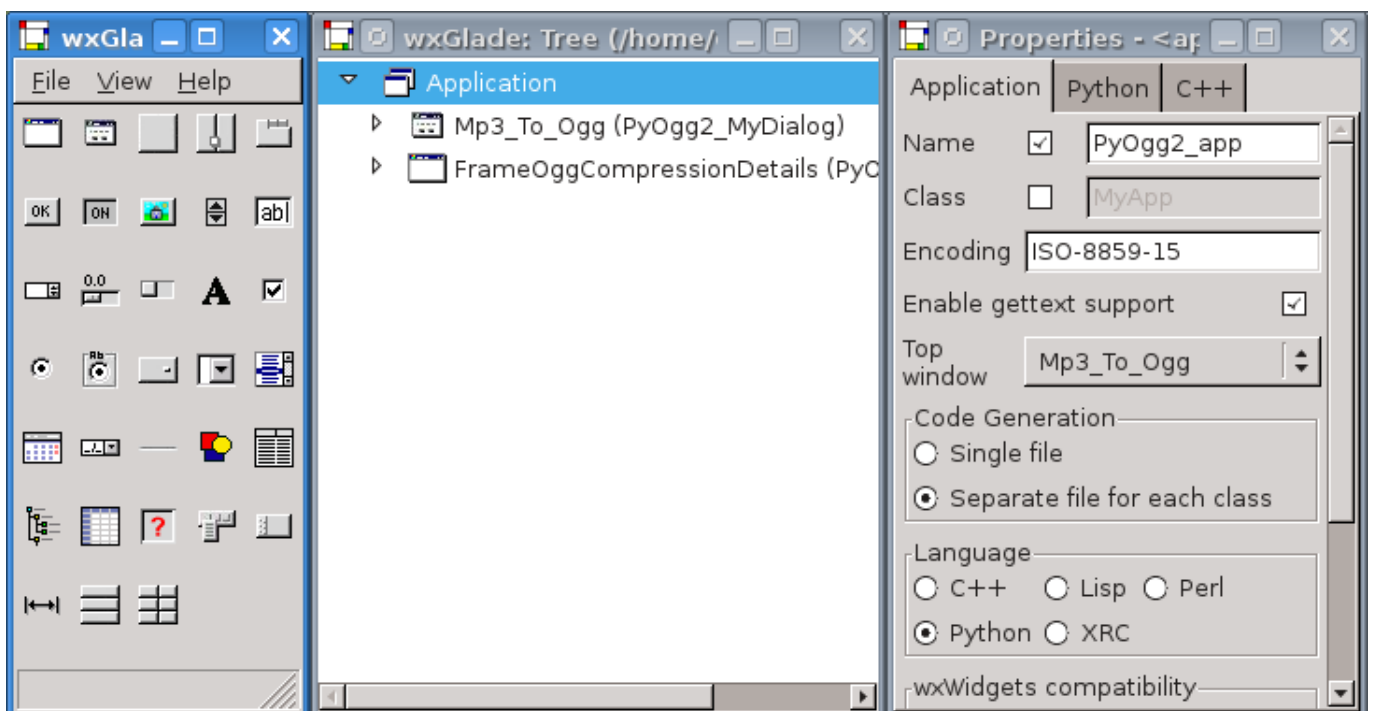 wxGla
File View Help
OK
ON
ab
0.0
A
Ab
?
wxGlade: Tree (/home/
Application
Mp3_To_Ogg (PyOgg2_MyDialog)
FrameOggCompressionDetails (PyO
Properties - <ap
Application Python C++
Name PyOgg2_app
Class MyApp
Encoding ISO-8859-15
Enable gettext support
Top
window
Mp3_To_Ogg
Code Generation
Single file
Separate file for each class
Language
C++ Lisp Perl
Python XRC
wxWidgets compatibility